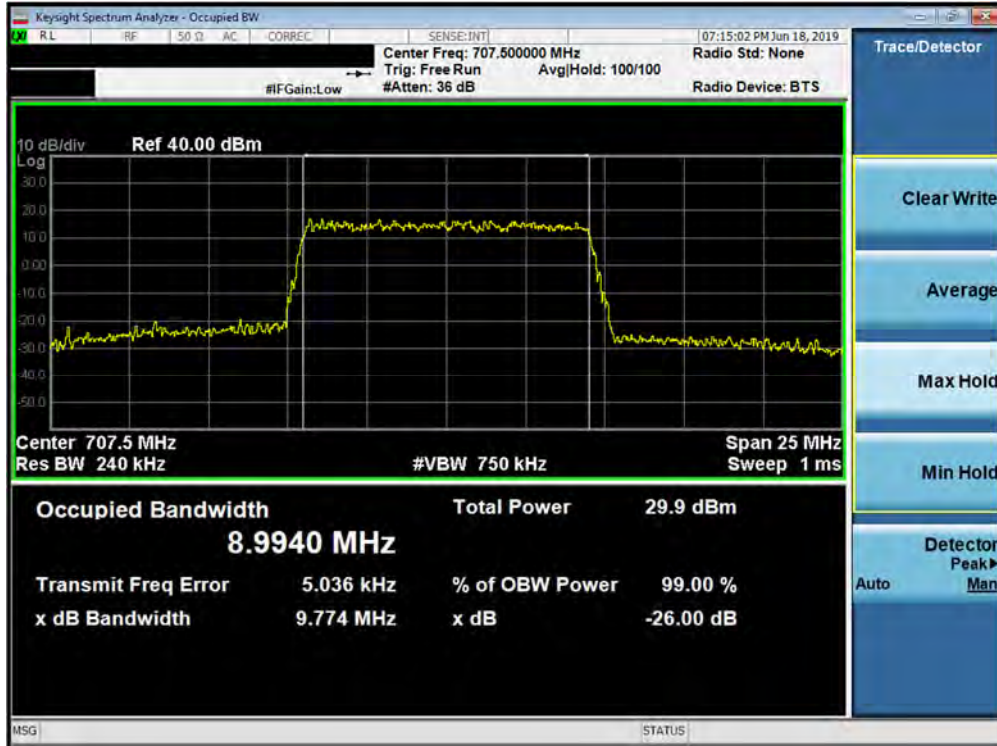 Keysight Spectrum Analyzer - Occupied BW
LXI RL RF 50 Ω AC CORREC SENSE:INT 07:15:02 PM Jun 18, 2019
Center Freq: 707.500000 MHz Radio Std: None
Trig: Free Run Avg|Hold: 100/100
#IFGain:Low #Atten: 36 dB Radio Device: BTS
10 dB/div Ref 40.00 dBm
Log
30.0
20.0
10.0
0.00
-10.0
-20.0
-30.0
-40.0
-50.0
Center 707.5 MHz Span 25 MHz
Res BW 240 kHz #VBW 750 kHz Sweep 1 ms
Occupied Bandwidth Total Power 29.9 dBm
8.9940 MHz
Transmit Freq Error 5.036 kHz % of OBW Power 99.00 %
x dB Bandwidth 9.774 MHz x dB -26.00 dB
MSG STATUS
Trace/Detector
Clear Write
Average
Max Hold
Min Hold
Detector
Peak▶
Auto Man